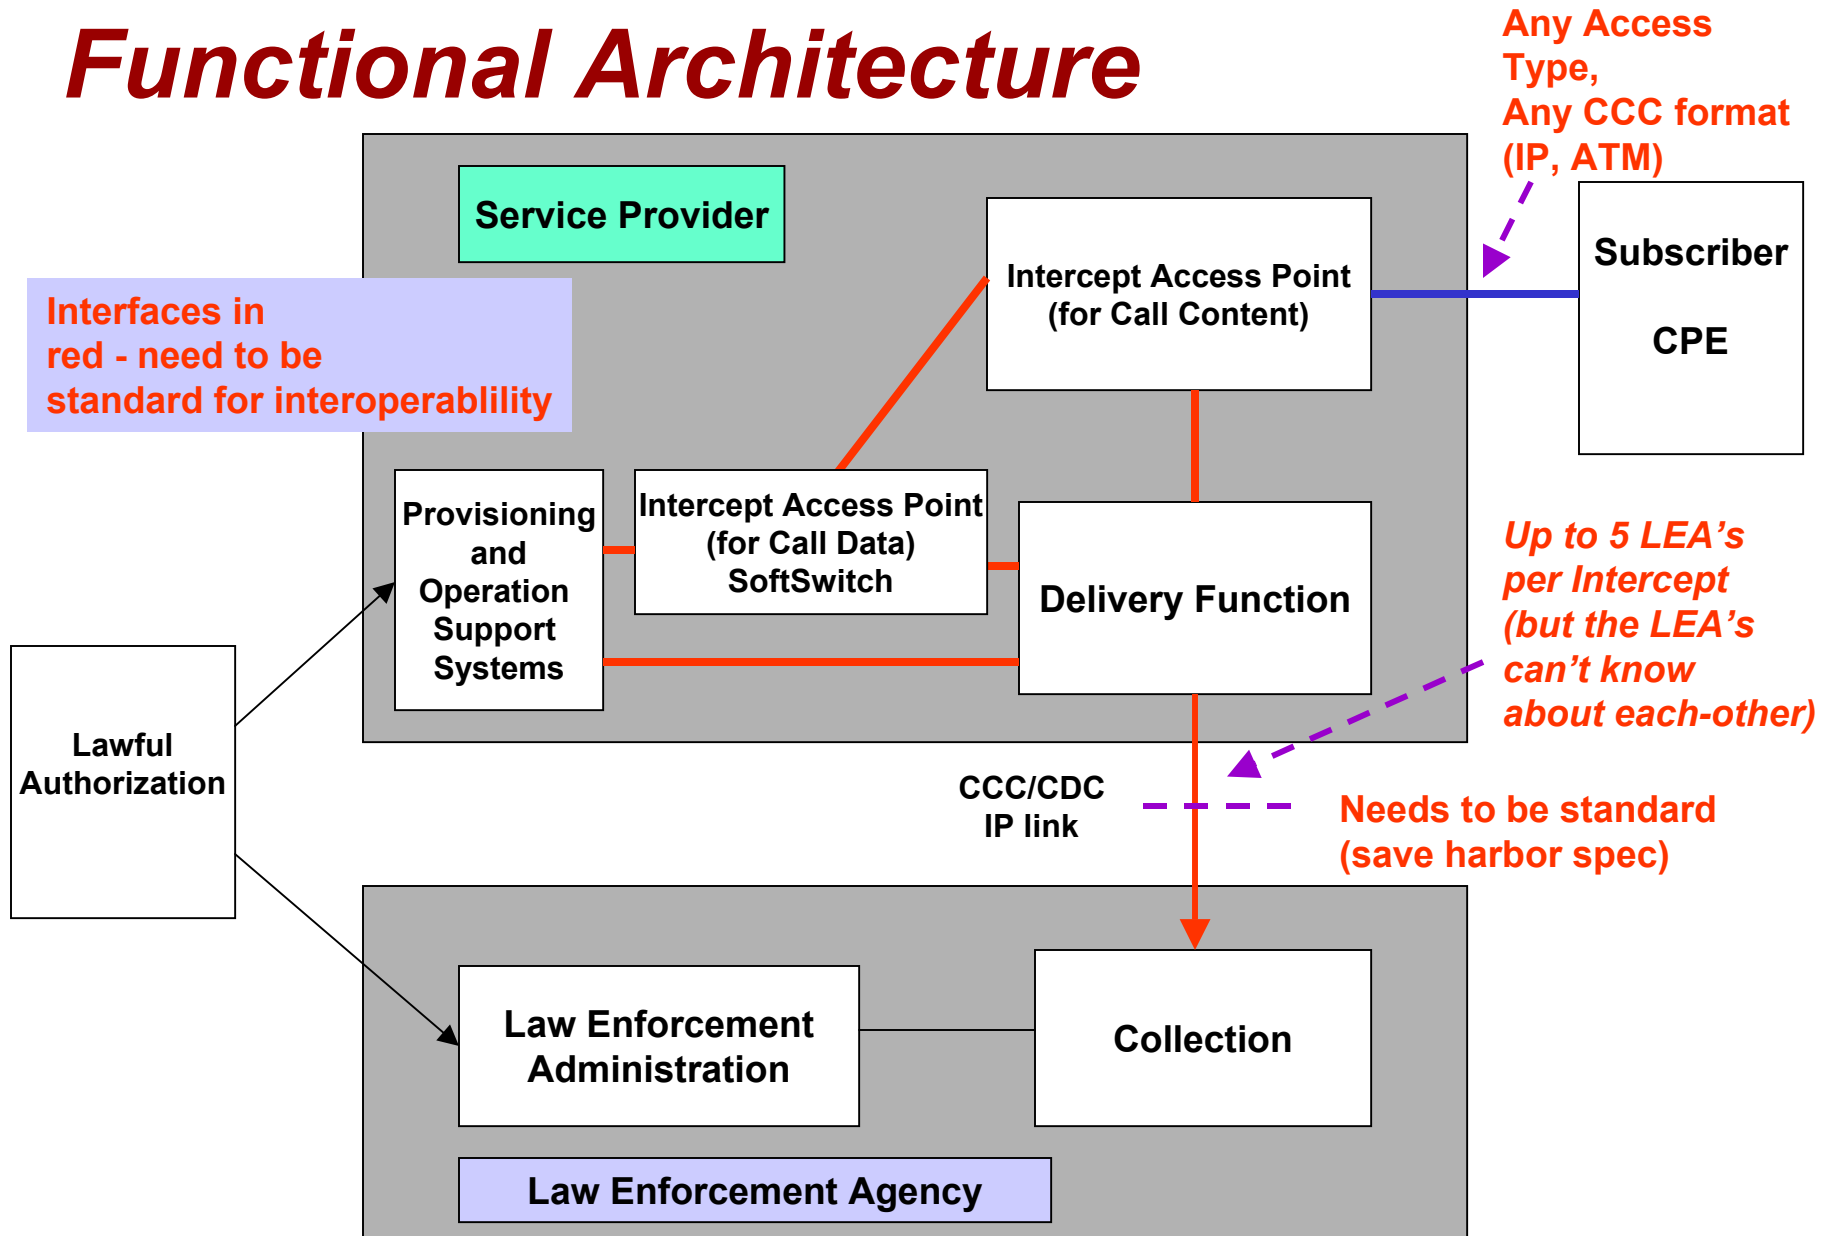 Functional Architecture
Any Access
Type,
Any CCC format
(IP, ATM)
Service Provider
Intercept Access Point
(for Call Content)
Subscriber
CPE
Interfaces in
red - need to be
standard for interoperablility
Provisioning
and
Operation
Support
Systems
Intercept Access Point
(for Call Data)
SoftSwitch
Delivery Function
Up to 5 LEA's
per Intercept
(but the LEA's
can't know
about each-other)
Lawful
Authorization
CCC/CDC
IP link
Needs to be standard
(save harbor spec)
Law Enforcement
Administration
Collection
Law Enforcement Agency